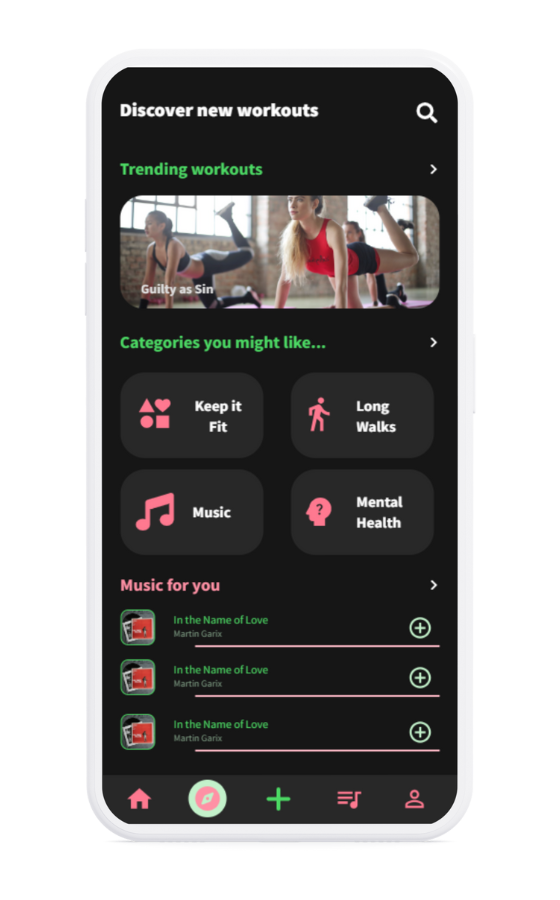 Discover new workouts
Trending workouts
Guilty as Sin
Categories you might like...
Keep it
Fit
Long
Walks
Music
Mental
Health
Music for you
In the Name of Love
Martin Garix
In the Name of Love
Martin Garix
In the Name of Love
Martin Garix